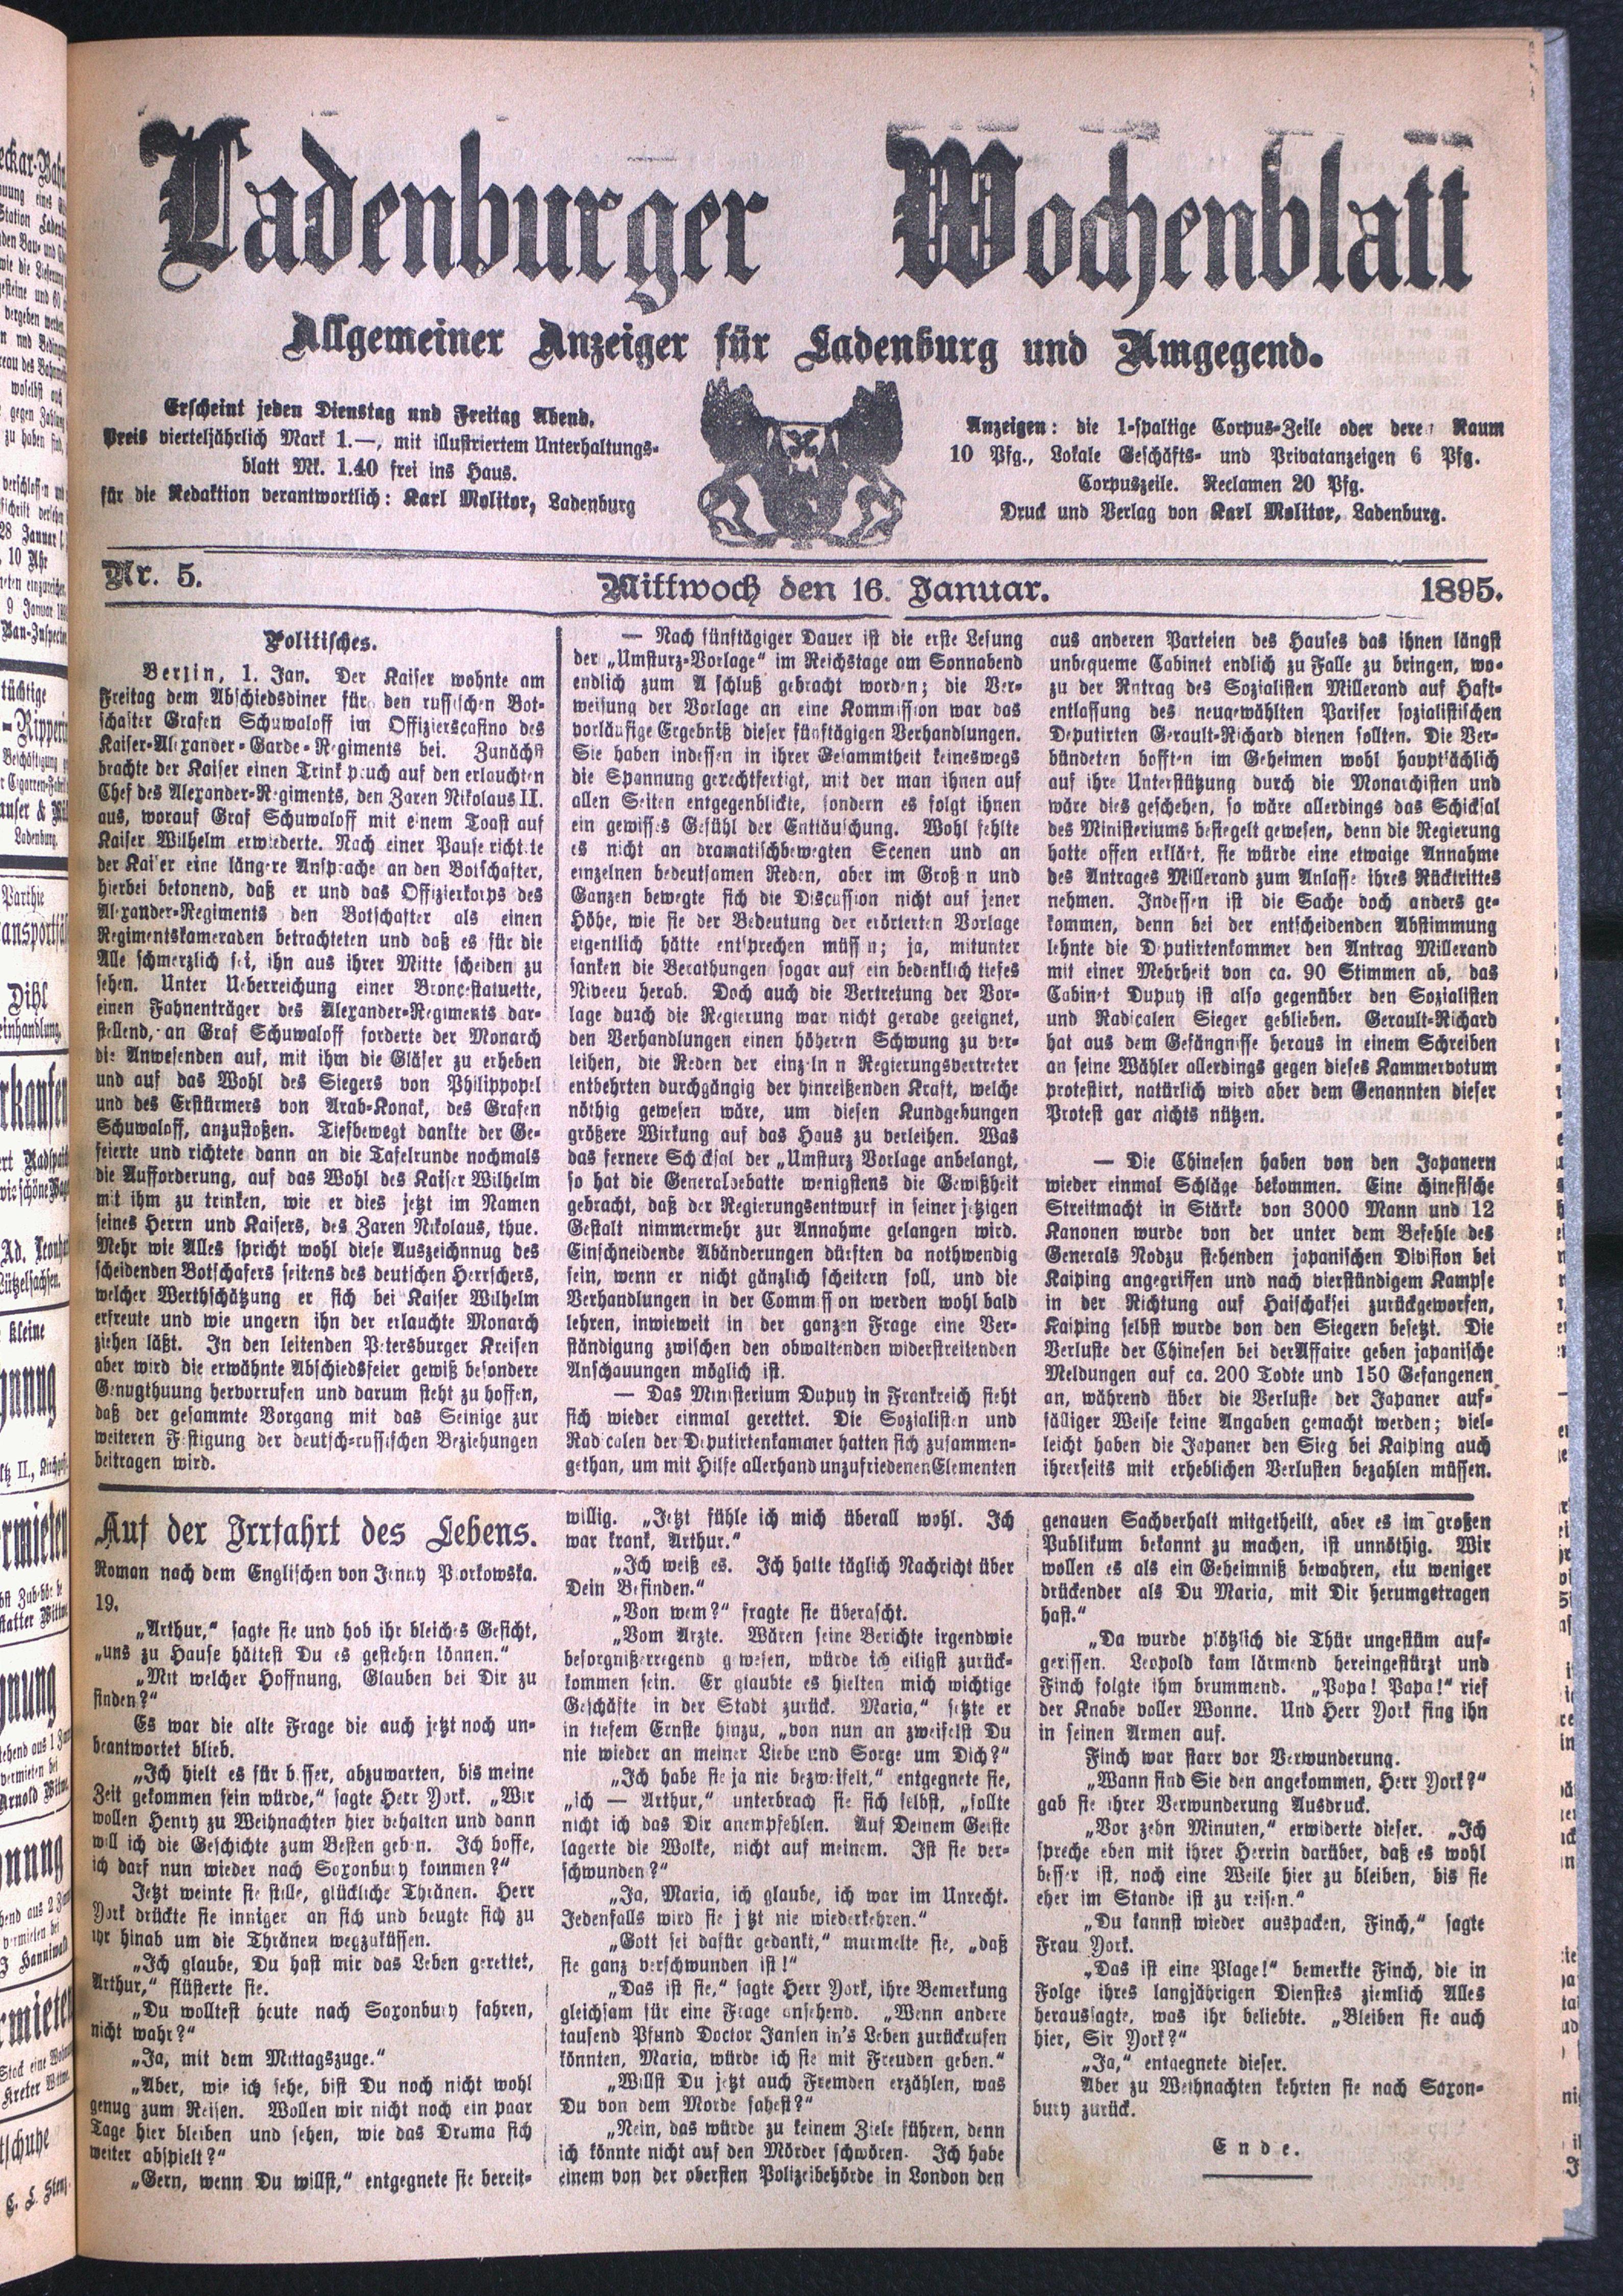 Ladenburger Wochenblatt
Allgemeiner Anzeiger für Ladenburg und Umgegend.
Erscheint jeden Dienstag und Freitag Abend.
Preis vierteljährlich Mark 1.—, mit illustriertem Unterhaltungs-
blatt Mk. 1.40 frei ins Haus.
für die Redaktion verantwortlich: Karl Molitor, Ladenburg
Anzeigen: die 1-spaltige Corpus-Zeile oder deren Raum
10 Pfg., Lokale Geschäfts- und Privatanzeigen 6 Pfg.
Corpuszeile. Reclamen 20 Pfg.
Druck und Verlag von Karl Molitor, Ladenburg.
Nr. 5. Mittwoch den 16. Januar. 1895.
Politisches.
Berlin, 1. Jan. Der Kaiser wohnte am
Freitag dem Abschiedsdiner für den russischen Bot-
schafter Grafen Schuwaloff im Offizierscasino des
Kaiser-Alexander-Garde-Regiments bei. Zunächst
brachte der Kaiser einen Trinkspruch auf den erlauchten
Chef des Alexander-Regiments, den Zaren Nikolaus II.
aus, worauf Graf Schuwaloff mit einem Toast auf
Kaiser Wilhelm erwiederte. Nach einer Pause richtete
der Kaiser eine längere Ansprache an den Botschafter,
hierbei betonend, daß er und das Offizierkorps des
Alexander-Regiments den Botschafter als einen
Regimentskameraden betrachteten und daß es für die
Alle schmerzlich sei, ihn aus ihrer Mitte scheiden zu
sehen. Unter Ueberreichung einer Broncestatuette,
einen Fahnenträger des Alexander-Regiments dar-
stellend, an Graf Schuwaloff forderte der Monarch
die Anwesenden auf, mit ihm die Gläser zu erheben
und auf das Wohl des Siegers von Philippopel
und des Erstürmers von Arab-Konak, des Grafen
Schuwaloff, anzustoßen. Tiefbewegt dankte der Ge-
feierte und richtete dann an die Tafelrunde nochmals
die Aufforderung, auf das Wohl des Kaiser Wilhelm
mit ihm zu trinken, wie er dies jetzt im Namen
seines Herrn und Kaisers, des Zaren Nikolaus, thue.
Mehr wie Alles spricht wohl diese Auszeichnnug des
scheidenden Botschafers seitens des deutschen Herrschers,
welcher Werthschätzung er sich bei Kaiser Wilhelm
erfreute und wie ungern ihn der erlauchte Monarch
ziehen läßt. In den leitenden Petersburger Kreisen
aber wird die erwähnte Abschiedsfeier gewiß besondere
Genugthuung hervorrufen und darum steht zu hoffen,
daß der gesammte Vorgang mit das Seinige zur
weiteren Festigung der deutsch-russischen Beziehungen
beitragen wird.
— Nach fünftägiger Dauer ist die erste Lesung
der „Umsturz-Vorlage“ im Reichstage am Sonnabend
endlich zum A schluß gebracht worden; die Ver-
weisung der Vorlage an eine Kommission war das
vorläufige Ergebniß dieser fünftägigen Verhandlungen.
Sie haben indessen in ihrer Gesammtheit keineswegs
die Spannung gerechtfertigt, mit der man ihnen auf
allen Seiten entgegenblickte, sondern es folgt ihnen
ein gewisses Gefühl der Enttäuschung. Wohl fehlte
es nicht an dramatischbewegten Scenen und an
einzelnen bedeutsamen Reden, aber im Großen und
Ganzen bewegte sich die Discussion nicht auf jener
Höhe, wie sie der Bedeutung der erörterten Vorlage
eigentlich hätte entsprechen müssen; ja, mitunter
sanken die Berathungen sogar auf ein bedenklich tiefes
Niveeu herab. Doch auch die Vertretung der Vor-
lage durch die Regierung war nicht gerade geeignet,
den Verhandlungen einen höheren Schwung zu ver-
leihen, die Reden der einzeln n Regierungsvertreter
entbehrten durchgängig der hinreißenden Kraft, welche
nöthig gewesen wäre, um diesen Kundgebungen
größere Wirkung auf das Haus zu verleihen. Was
das fernere Schicksal der „Umsturz Vorlage anbelangt,
so hat die Generaldebatte wenigstens die Gewißheit
gebracht, daß der Regierungsentwurf in seiner jetzigen
Gestalt nimmermehr zur Annahme gelangen wird.
Einschneidende Abänderungen dürften da nothwendig
sein, wenn er nicht gänzlich scheitern soll, und die
Verhandlungen in der Commission werden wohl bald
lehren, inwieweit in der ganzen Frage eine Ver-
ständigung zwischen den obwaltenden widerstreitenden
Anschauungen möglich ist.
— Das Ministerium Dupuy in Frankreich sieht
sich wieder einmal gerettet. Die Sozialisten und
Radicalen der Deputirtenkammer hatten sich zusammen-
gethan, um mit Hilfe allerhand unzufriedenen Elementen
aus anderen Parteien des Hauses das ihnen längst
unbequeme Cabinet endlich zu Falle zu bringen, wo-
zu der Antrag des Sozialisten Millerand auf Haft-
entlassung des neugewählten Pariser sozialistischen
Deputirten Gerault-Richard dienen sollten. Die Ver-
bündeten hofften im Geheimen wohl hauptsächlich
auf ihre Unterstützung durch die Monarchisten und
wäre dies geschehen, so wäre allerdings das Schicksal
des Ministeriums besiegelt gewesen, denn die Regierung
hatte offen erklärt, sie würde eine etwaige Annahme
des Antrages Millerand zum Anlasse ihres Rücktrittes
nehmen. Indessen ist die Sache doch anders ge-
kommen, denn bei der entscheidenden Abstimmung
lehnte die Deputirtenkammer den Antrag Millerand
mit einer Mehrheit von ca. 90 Stimmen ab, das
Cabinet Dupuy ist also gegenüber den Sozialisten
und Radicalen Sieger geblieben. Gerault-Richard
hat aus dem Gefängnisse heraus in einem Schreiben
an seine Wähler allerdings gegen dieses Kammervotum
protestirt, natürlich wird aber dem Genannten dieser
Protest gar nichts nützen.
— Die Chinesen haben von den Japanern
wieder einmal Schläge bekommen. Eine chinesische
Streitmacht in Stärke von 3000 Mann und 12
Kanonen wurde von der unter dem Befehle des
Generals Nodzu stehenden japanischen Division bei
Kaiping angegriffen und nach vierstündigem Kampfe
in der Richtung auf Haischaksei zurückgeworfen,
Kaiping selbst wurde von den Siegern besetzt. Die
Verluste der Chinesen bei der Affaire geben japanische
Meldungen auf ca. 200 Todte und 150 Gefangenen
an, während über die Verluste der Japaner auf-
fälliger Weise keine Angaben gemacht werden; viel-
leicht haben die Japaner den Sieg bei Kaiping auch
ihrerseits mit erheblichen Verlusten bezahlen müssen.
Auf der Irrfahrt des Lebens.
Roman nach dem Englischen von Jenny Piorkowska.
19.
„Arthur,“ sagte sie und hob ihr bleiches Gesicht,
„uns zu Hause hättest Du es gestehen können.“
„Mit welcher Hoffnung, Glauben bei Dir zu
finden?“
Es war die alte Frage die auch jetzt noch un-
beantwortet blieb.
„Ich hielt es für besser, abzuwarten, bis meine
Zeit gekommen sein würde,“ sagte Herr York. „Wir
wollen Henry zu Weihnachten hier behalten und dann
will ich die Geschichte zum Besten geben. Ich hoffe,
ich darf nun wieder nach Saxonbury kommen?“
Jetzt weinte sie stille, glückliche Thränen. Herr
York drückte sie inniger an sich und beugte sich zu
ihr hinab um die Thränen wegzuküssen.
„Ich glaube, Du hast mir das Leben gerettet,
Arthur,“ flüsterte sie.
„Du wolltest heute nach Saxonbury fahren,
nicht wahr?“
„Ja, mit dem Mittagszuge.“
„Aber, wie ich sehe, bist Du noch nicht wohl
genug zum Reisen. Wollen wir nicht noch ein paar
Tage hier bleiben und sehen, wie das Drama sich
weiter abspielt?“
„Gern, wenn Du willst,“ entgegnete sie bereit-
willig. „Jetzt fühle ich mich überall wohl. Ich
war krank, Arthur.“
„Ich weiß es. Ich hatte täglich Nachricht über
Dein Befinden.“
„Von wem?“ fragte sie überascht.
„Vom Arzte. Wären seine Berichte irgendwie
besorgnißerregend gewesen, würde ich eiligst zurück-
kommen sein. Er glaubte es hielten mich wichtige
Geschäfte in der Stadt zurück. Maria,“ setzte er
in tiefem Ernste hinzu, „von nun an zweifelst Du
nie wieder an meiner Liebe und Sorge um Dich?“
„Ich habe sie ja nie bezweifelt,“ entgegnete sie,
„ich — Arthur,“ unterbrach sie sich selbst, „sollte
nicht ich das Dir anempfehlen. Auf Deinem Geiste
lagerte die Wolke, nicht auf meinem. Ist sie ver-
schwunden?“
„Ja, Maria, ich glaube, ich war im Unrecht.
Jedenfalls wird sie jetzt nie wiederkehren.“
„Gott sei dafür gedankt,“ murmelte sie, „daß
sie ganz verschwunden ist!“
„Das ist sie,“ sagte Herr York, ihre Bemerkung
gleichsam für eine Frage ansehend. „Wenn andere
tausend Pfund Doctor Jansen in's Leben zurückrufen
könnten, Maria, würde ich sie mit Freuden geben.“
„Willst Du jetzt auch Fremden erzählen, was
Du von dem Morde sahest?“
„Nein, das würde zu keinem Ziele führen, denn
ich könnte nicht auf den Mörder schwören. Ich habe
einem von der obersten Polizeibehörde in London den
genauen Sachverhalt mitgetheilt, aber es im großen
Publikum bekannt zu machen, ist unnöthig. Wir
wollen es als ein Geheimniß bewahren, ein weniger
drückender als Du Maria, mit Dir herumgetragen
hast.“
„Da wurde plötzlich die Thür ungestüm auf-
gerissen. Leopold kam lärmend hereingestürzt und
Finch folgte ihm brummend. „Papa! Papa!“ rief
der Knabe voller Wonne. Und Herr York fing ihn
in seinen Armen auf.
Finch war starr vor Verwunderung.
„Wann sind Sie den angekommen, Herr York?“
gab sie ihrer Verwunderung Ausdruck.
„Vor zehn Minuten,“ erwiderte dieser. „Ich
spreche eben mit ihrer Herrin darüber, daß es wohl
besser ist, noch eine Weile hier zu bleiben, bis sie
eher im Stande ist zu reisen.“
„Du kannst wieder auspacken, Finch,“ sagte
Frau York.
„Das ist eine Plage!“ bemerkte Finch, die in
Folge ihres langjährigen Dienstes ziemlich Alles
heraussagte, was ihr beliebte. „Bleiben sie auch
hier, Sir York?“
„Ja,“ entgegnete dieser.
Aber zu Weihnachten kehrten sie nach Saxon-
bury zurück.
Ende.